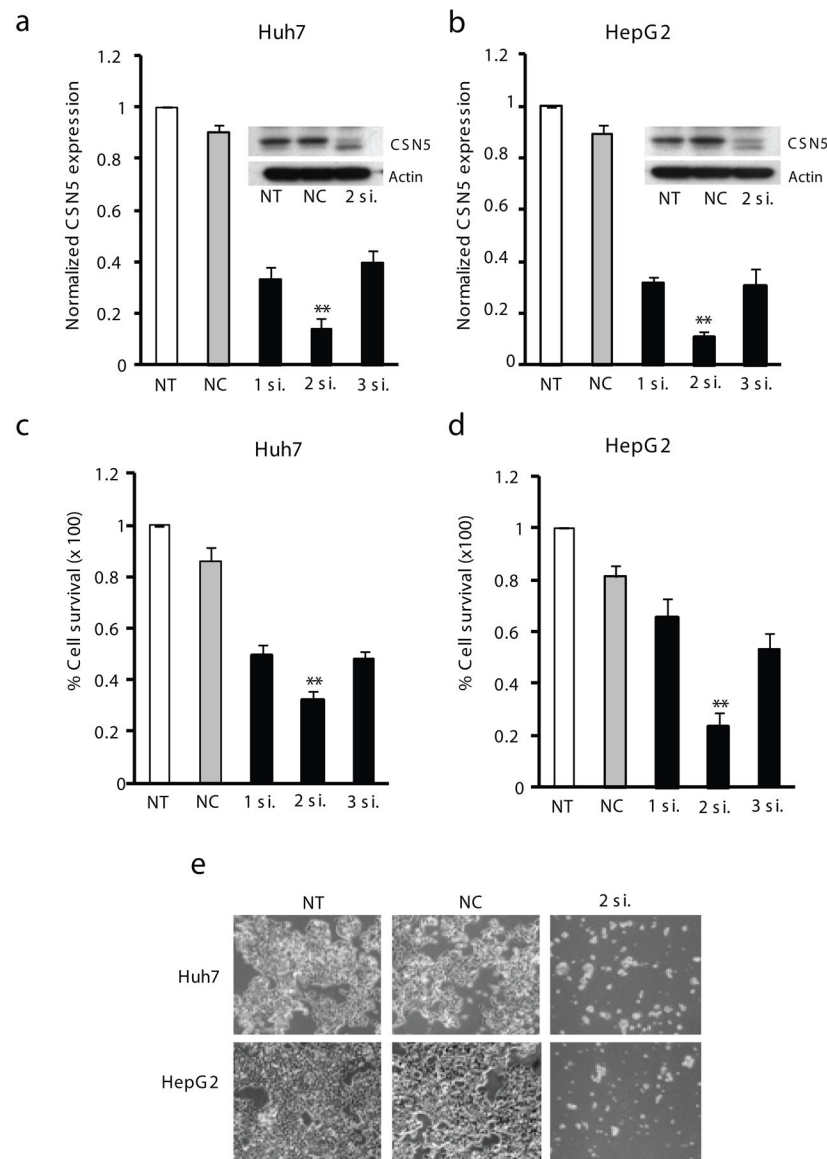 a
Huh7
Normalized CSN5 expression
1.2
1
0.8
0.6
0.4
0.2
0
**
CSN5
Actin
NT NC 2 si.
NT NC 1 si. 2 si. 3 si.
b
HepG2
Normalized CSN5 expression
1.2
1
0.8
0.6
0.4
0.2
0
**
CSN5
Actin
NT NC 2 si.
NT NC 1 si. 2 si. 3 si.
c
Huh7
% Cell survival (x 100)
1.2
1
0.8
0.6
0.4
0.2
0
**
NT NC 1 si. 2 si. 3 si.
d
HepG2
% Cell survival (x100)
1.2
1
0.8
0.6
0.4
0.2
0
**
NT NC 1 si. 2 si. 3 si.
e
NT NC 2 si.
Huh7
HepG2